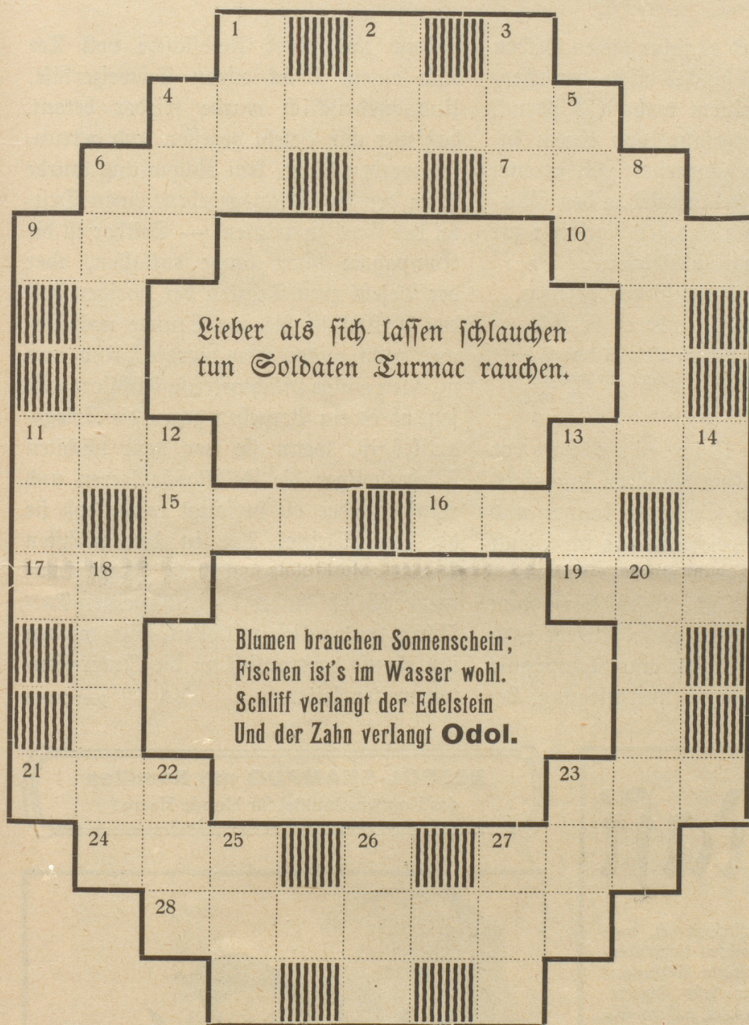 1 2 3
4 5
6 7 8
9 10
Lieber als sich lassen schlauchen
tun Soldaten Turmac rauchen.
11 12 13 14
15 16
17 18 19 20
Blumen brauchen Sonnenschein;
Fischen ist's im Wasser wohl.
Schliff verlangt der Edelstein
Und der Zahn verlangt Odol.
21 22 23
24 25 26 27
28